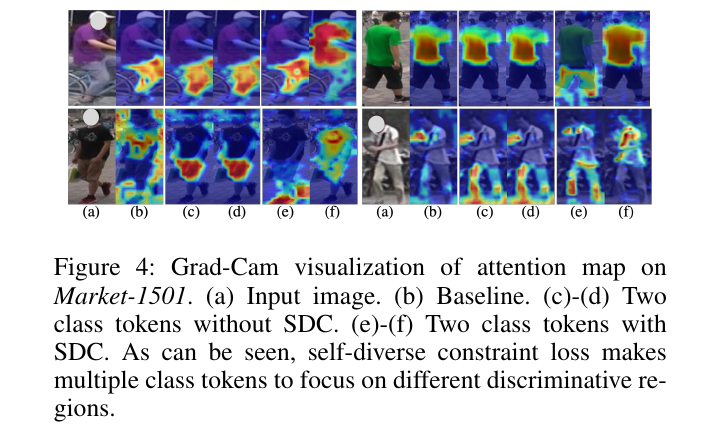 (a) (b) (c) (d) (e) (f) (a) (b) (c) (d) (e) (f)
Figure 4: Grad-Cam visualization of attention map on
Market-1501. (a) Input image. (b) Baseline. (c)-(d) Two
class tokens without SDC. (e)-(f) Two class tokens with
SDC. As can be seen, self-diverse constraint loss makes
multiple class tokens to focus on different discriminative re-
gions.